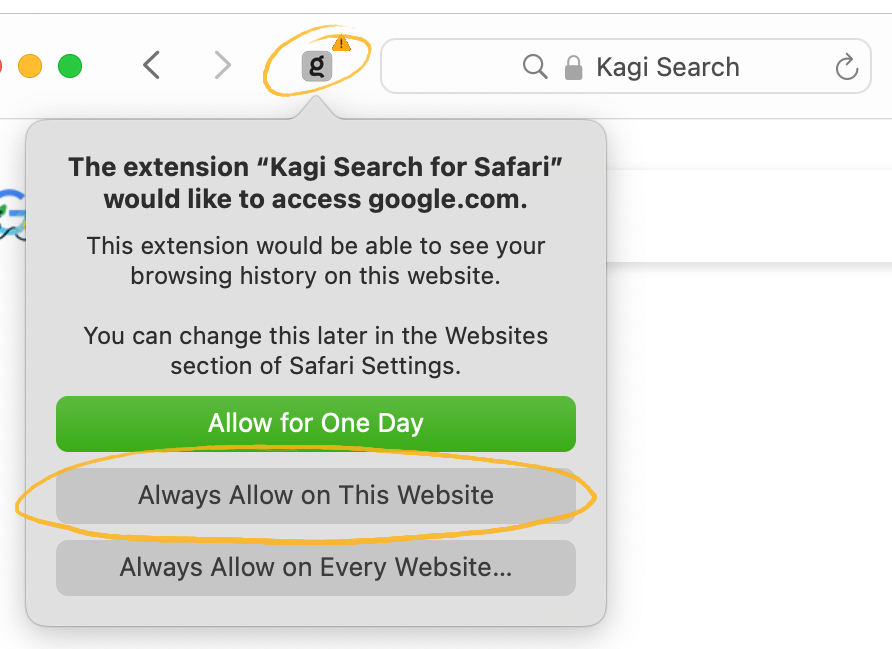 g
Kagi Search
The extension “Kagi Search for Safari”
would like to access google.com.
This extension would be able to see your
browsing history on this website.
You can change this later in the Websites
section of Safari Settings.
Allow for One Day
Always Allow on This Website
Always Allow on Every Website...